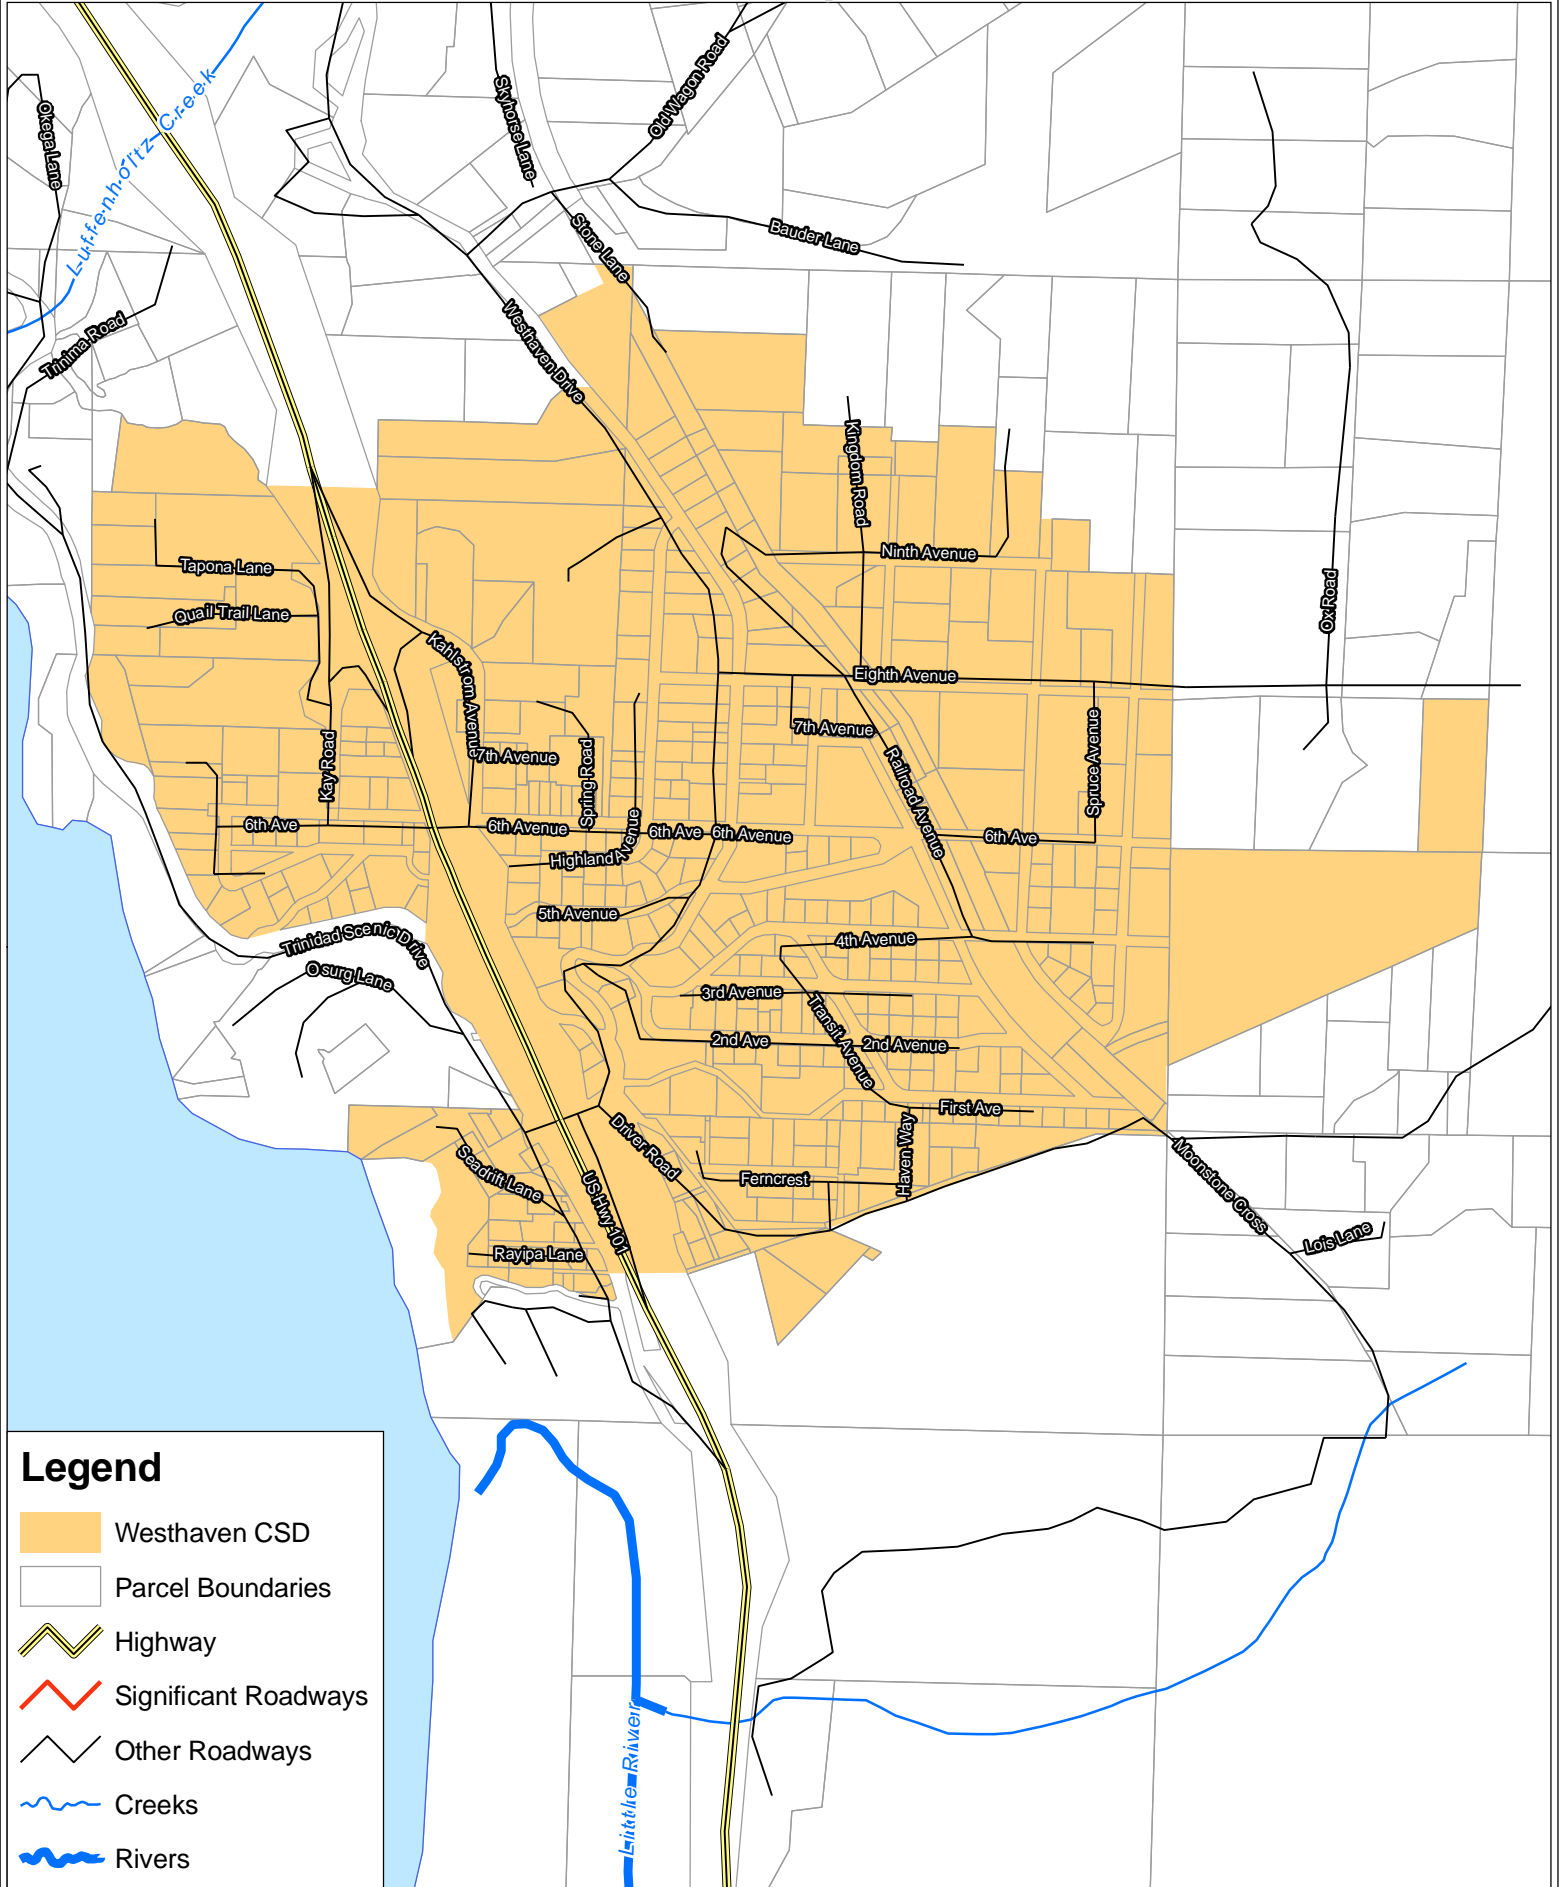 Okega Lane
Luffenholtz Creek
Skyhorse Lane
Old Wagon Road
Stone Lane
Bauder Lane
Trinima Road
Westhaven Drive
Kingdom Road
Ninth Avenue
Tapona Lane
Quail Trail Lane
Ox Road
Kahlstrom Avenue
Eighth Avenue
7th Avenue
7th Avenue
Spring Road
Kay Road
Railroad Avenue
Spruce Avenue
6th Ave
6th Avenue
6th Ave
6th Avenue
6th Ave
Highland Avenue
5th Avenue
4th Avenue
Trinidad Scenic Drive
Osurg Lane
3rd Avenue
Transit Avenue
2nd Ave
2nd Avenue
First Ave
Driver Road
Haven Way
Seadrift Lane
Ferncrest
US Hwy 101
Moonstone Cross
Lois Lane
Rayipa Lane
Little River
Legend
Westhaven CSD
Parcel Boundaries
Highway
Significant Roadways
Other Roadways
Creeks
Rivers